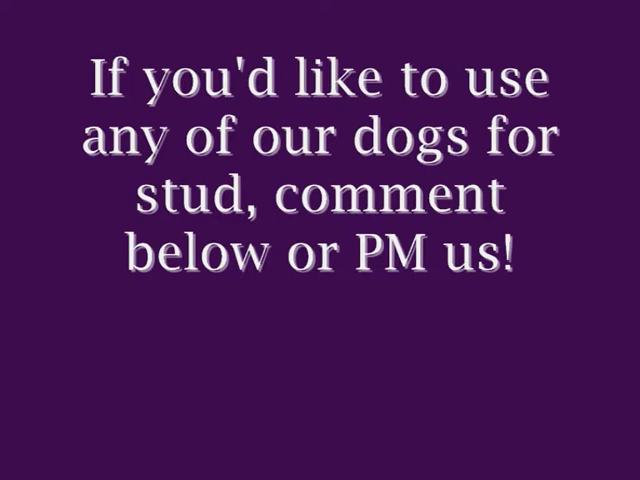 If you'd like to use
any of our dogs for
stud, comment
below or PM us!